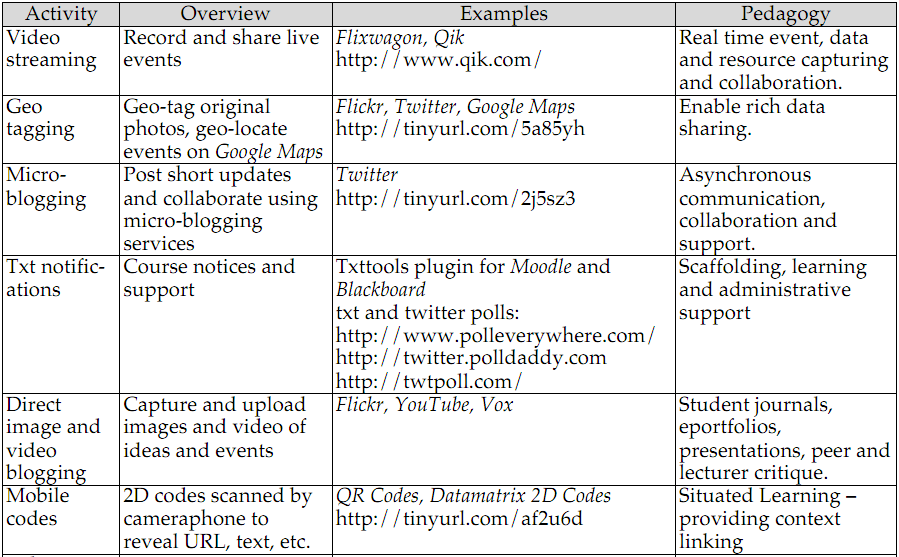 Activity Overview Examples Pedagogy
Video streaming
Record and share live events
Flixwagon, Qik
http://www.qik.com/
Real time event, data and resource capturing and collaboration.
Geo tagging
Geo-tag original photos, geo-locate events on Google Maps
Flickr, Twitter, Google Maps
http://tinyurl.com/5a85yh
Enable rich data sharing.
Micro-blogging
Post short updates and collaborate using micro-blogging services
Twitter
http://tinyurl.com/2j5sz3
Asynchronous communication, collaboration and support.
Txt notific-ations
Course notices and support
Txttools plugin for Moodle and Blackboard
txt and twitter polls:
http://www.polleverywhere.com/
http://twitter.polldaddy.com
http://twtpoll.com/
Scaffolding, learning and administrative support
Direct image and video blogging
Capture and upload images and video of ideas and events
Flickr, YouTube, Vox
Student journals, eportfolios, presentations, peer and lecturer critique.
Mobile codes
2D codes scanned by cameraphone to reveal URL, text, etc.
QR Codes, Datamatrix 2D Codes
http://tinyurl.com/af2u6d
Situated Learning – providing context linking